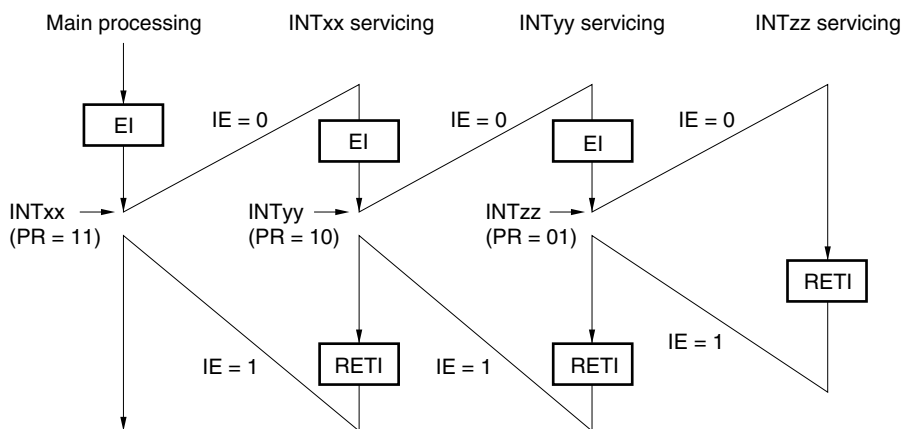 Main processing
INTxx servicing
INTyy servicing
INTzz servicing
EI
IE = 0
EI
IE = 0
EI
IE = 0
INTxx
(PR = 11)
INTyy
(PR = 10)
INTzz
(PR = 01)
RETI
IE = 1
RETI
IE = 1
RETI
IE = 1